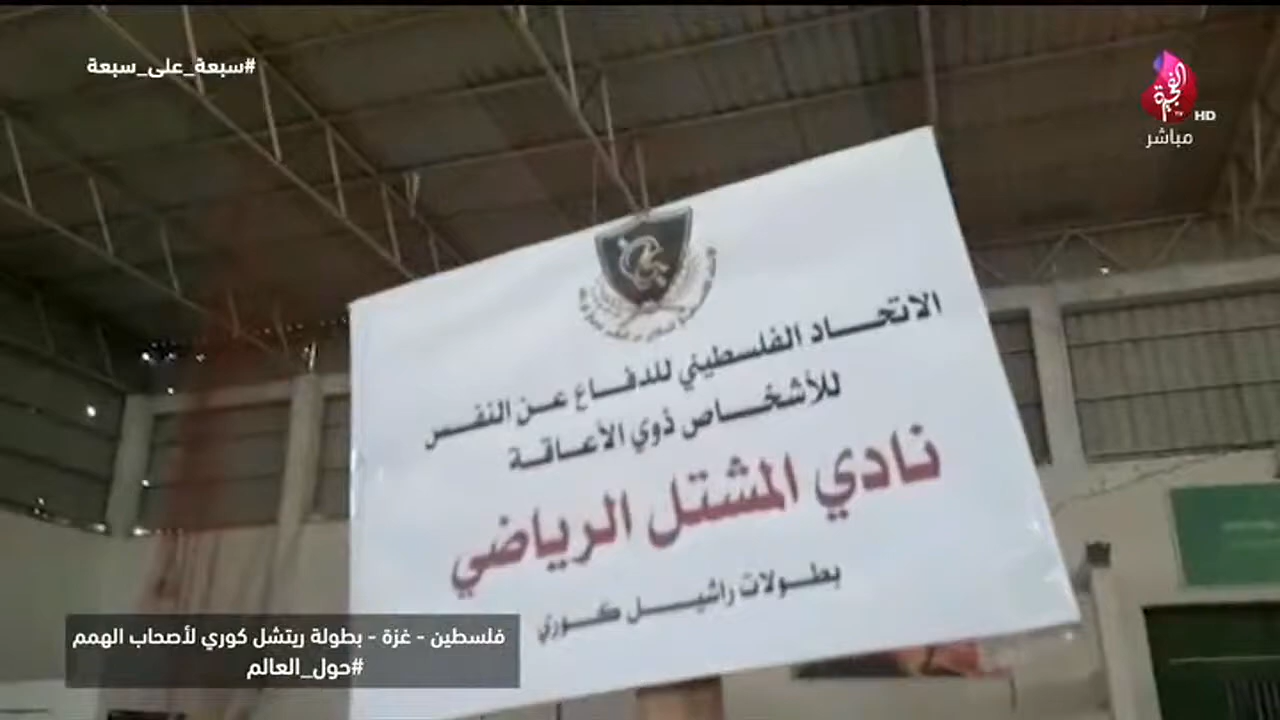 #سبعة_على_سبعة
الفجيرة
HD
مباشر
الاتحاد الفلسطيني للدفاع عن النفس
للأشخاص ذوي الأعاقة
نادي المشتل الرياضي
بطولات راشيل كوري
فلسطين - غزة - بطولة ريتشل كوري لأصحاب الهمم
#حول_العالم